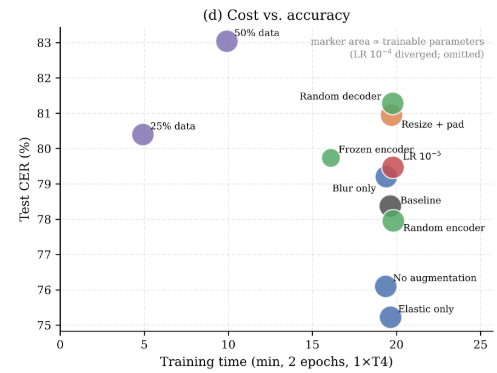 (d) Cost vs. accuracy
marker area ∝ trainable parameters
(LR 10⁻⁴ diverged; omitted)
50% data
25% data
Random decoder
Resize + pad
Frozen encoder
LR 10⁻⁵
Blur only
Baseline
Random encoder
No augmentation
Elastic only
Test CER (%)
83
82
81
80
79
78
77
76
75
0 5 10 15 20 25
Training time (min, 2 epochs, 1×T4)